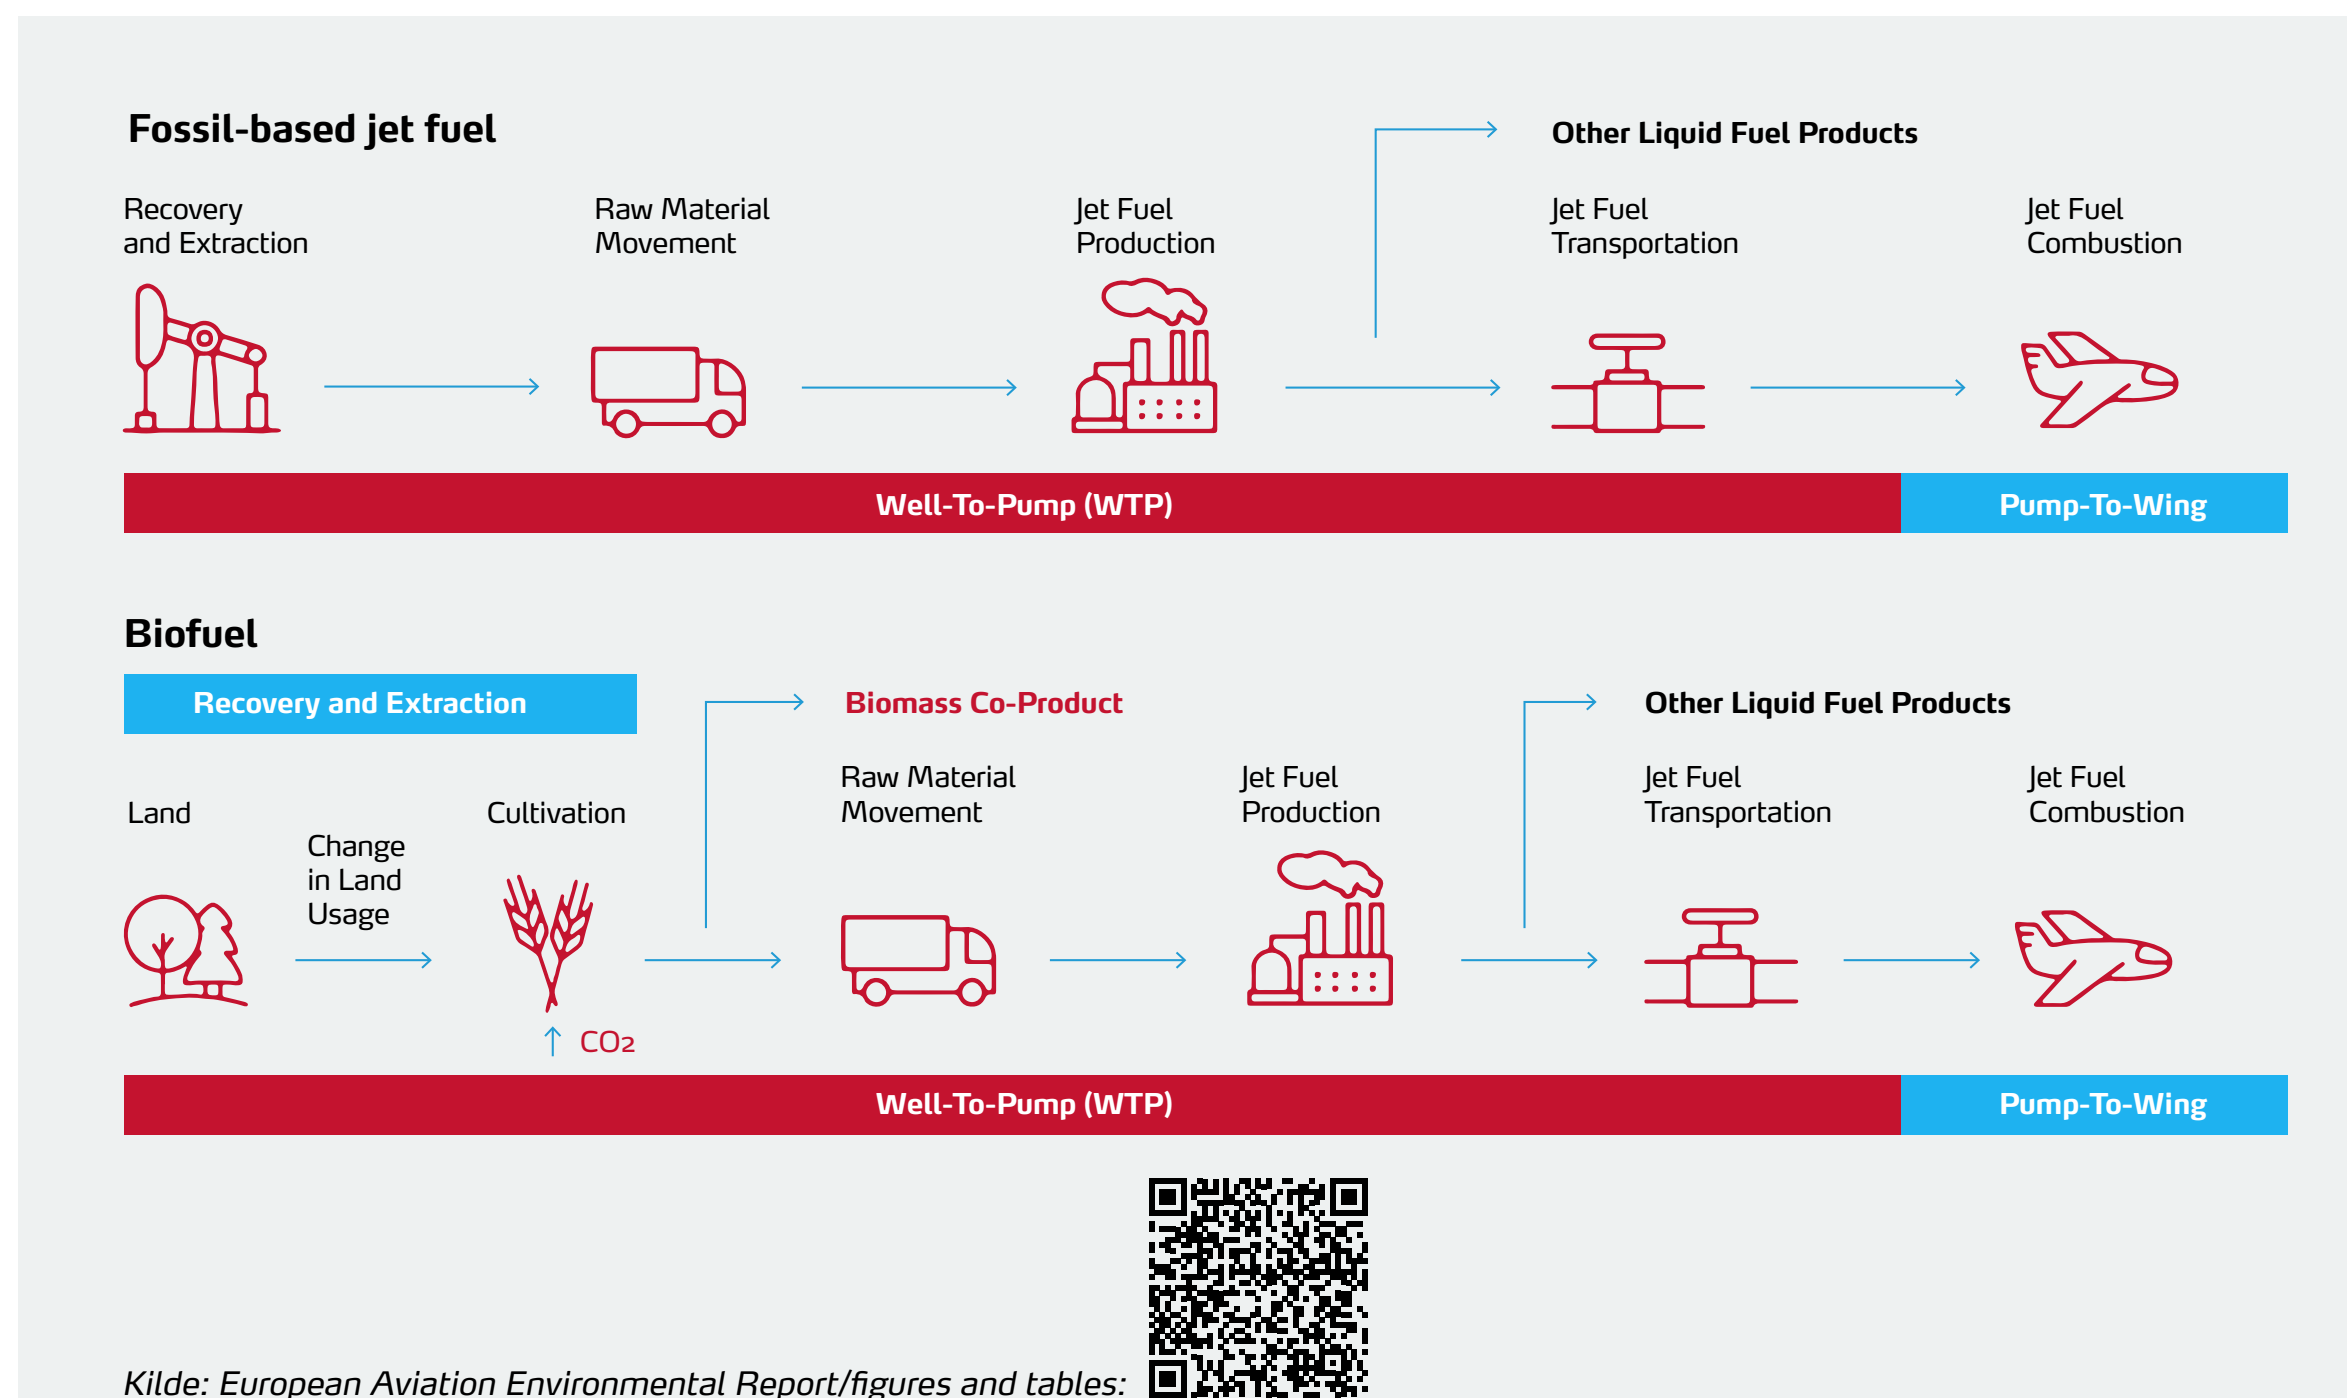 Fossil-based jet fuel
Other Liquid Fuel Products
Recovery
and Extraction
Raw Material
Movement
Jet Fuel
Production
Jet Fuel
Transportation
Jet Fuel
Combustion
Well-To-Pump (WTP)
Pump-To-Wing
Biofuel
Recovery and Extraction
Biomass Co-Product
Other Liquid Fuel Products
Land
Change
in Land
Usage
Cultivation
Raw Material
Movement
Jet Fuel
Production
Jet Fuel
Transportation
Jet Fuel
Combustion
CO2
Well-To-Pump (WTP)
Pump-To-Wing
Kilde: European Aviation Environmental Report/figures and tables: